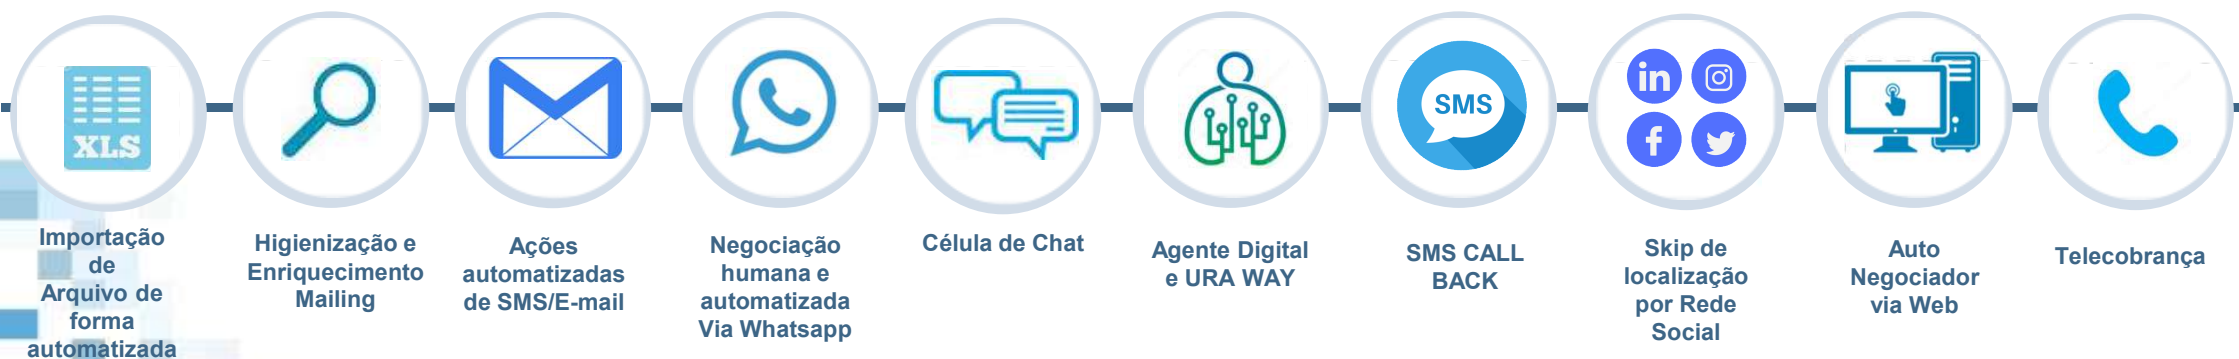 XLS
SMS
in
f
Importação
de
Arquivo de
forma
automatizada
Higienização e
Enriquecimento
Mailing
Ações
automatizadas
de SMS/E-mail
Negociação
humana e
automatizada
Via Whatsapp
Célula de Chat
Agente Digital
e URA WAY
SMS CALL
BACK
Skip de
localização
por Rede
Social
Auto
Negociador
via Web
Telecobrança